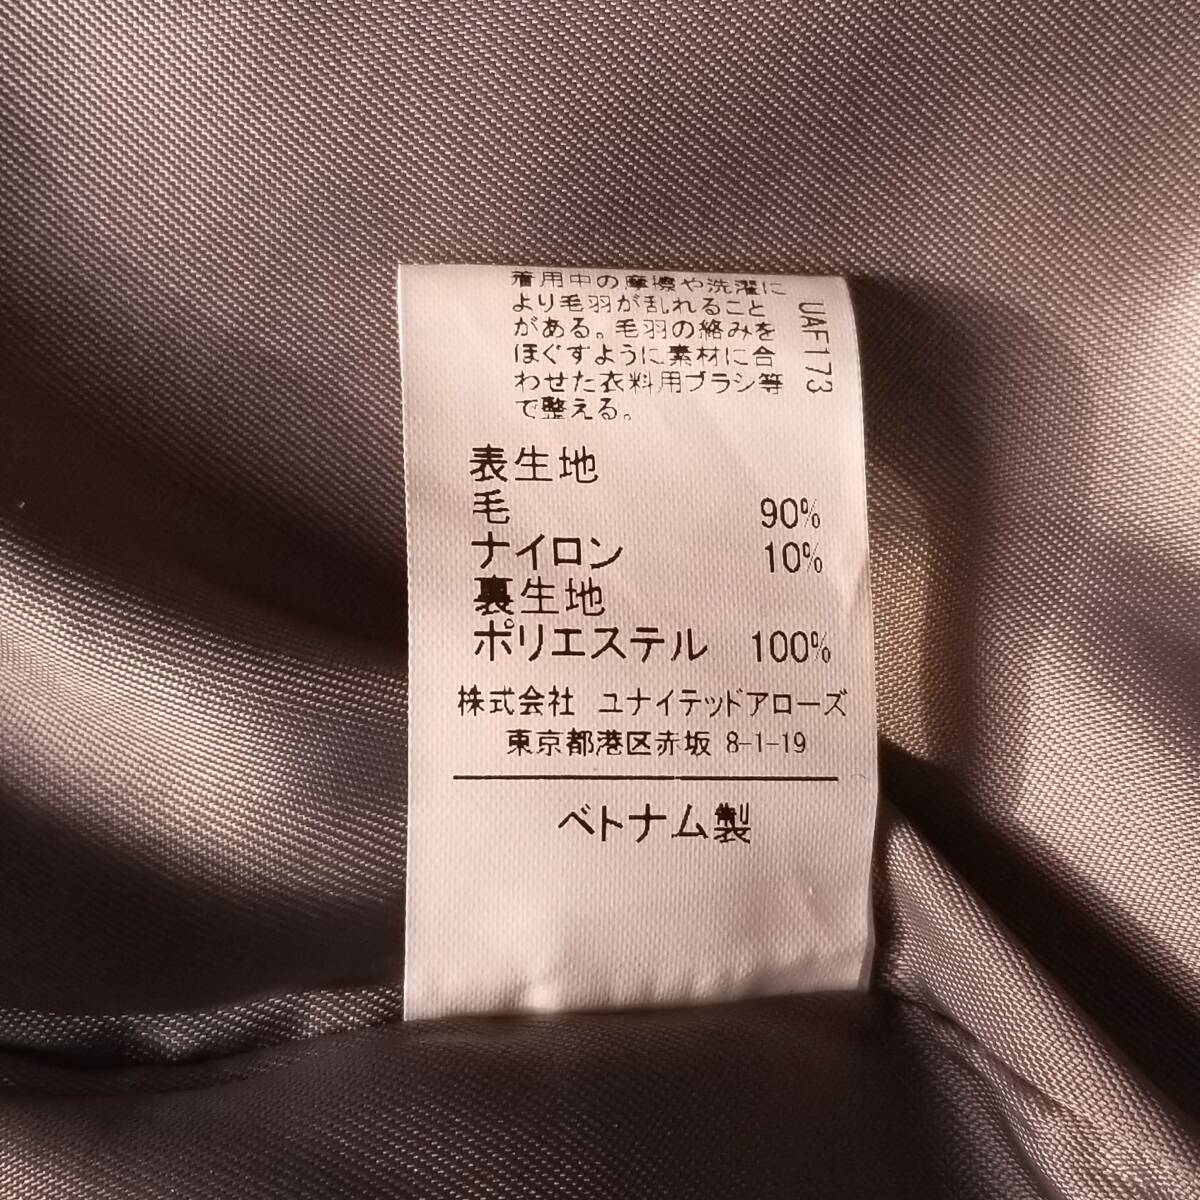 着用中の摩擦や洗濯に
より毛羽が乱れること
がある。毛羽の絡みを
ほぐすように素材に合
わせた衣料用ブラシ等
で整える。
UAF173
表生地
毛 90%
ナイロン 10%
裏生地
ポリエステル 100%
株式会社 ユナイテッドアローズ
東京都港区赤坂 8-1-19
ベトナム製